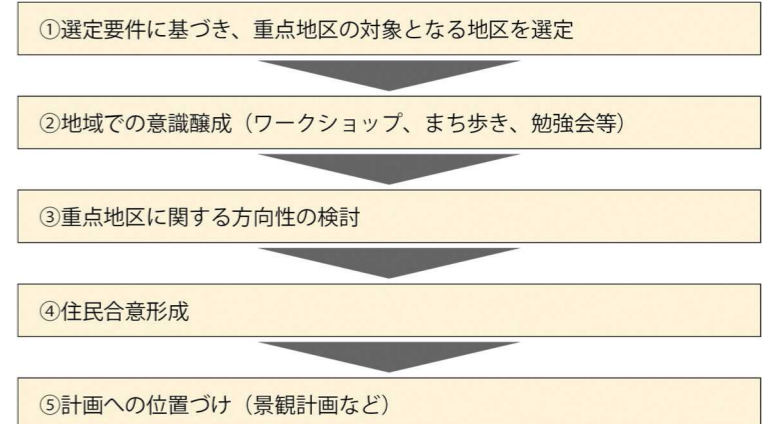 ①選定要件に基づき、重点地区の対象となる地区を選定
②地域での意識醸成（ワークショップ、まち歩き、勉強会等）
③重点地区に関する方向性の検討
④住民合意形成
⑤計画への位置づけ（景観計画など）